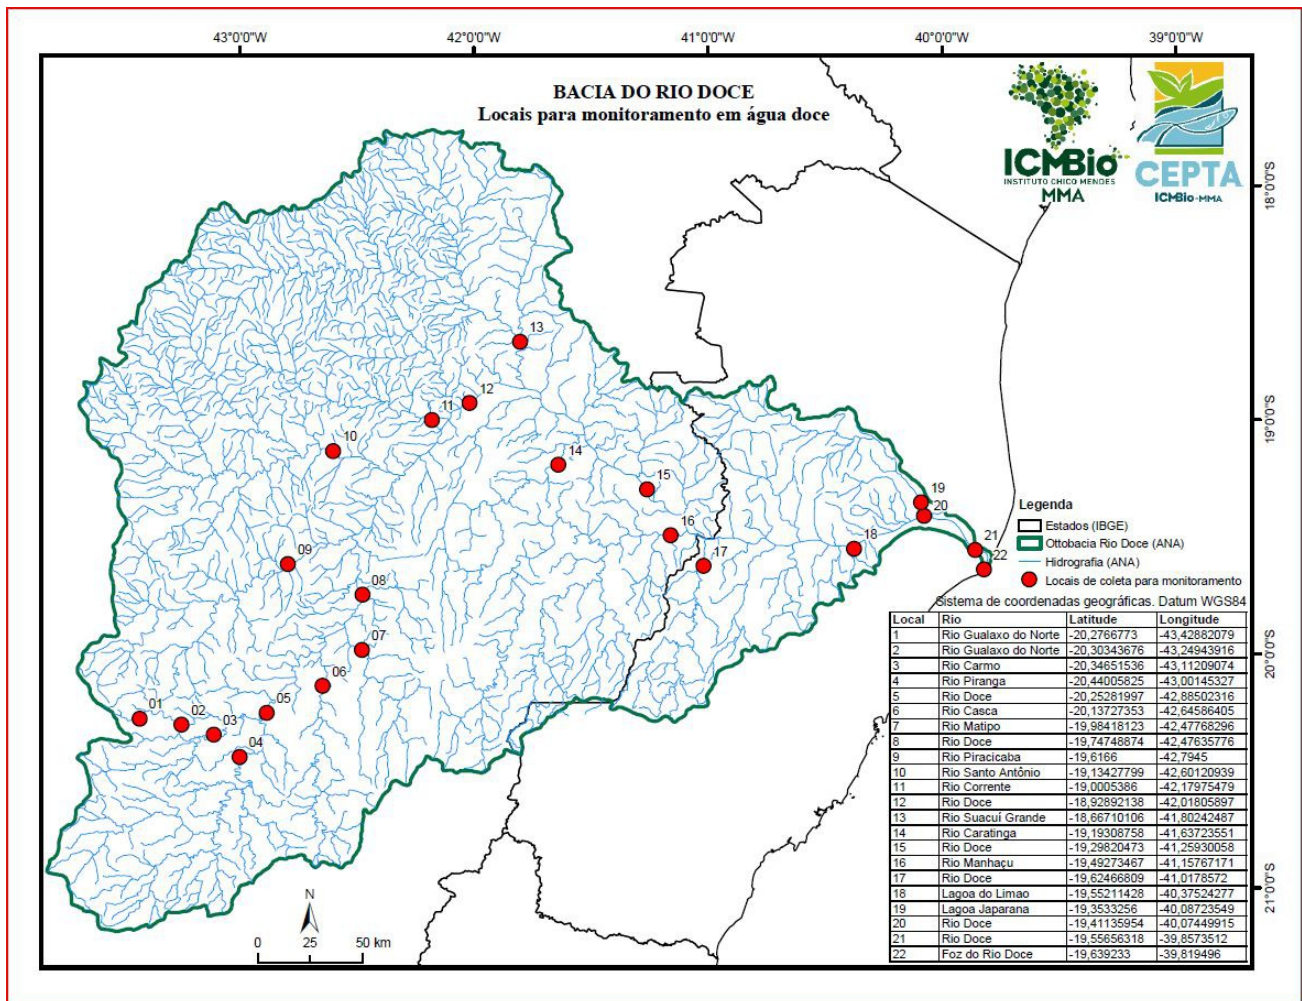 43°0'0"W 42°0'0"W 41°0'0"W 40°0'0"W 39°0'0"W
BACIA DO RIO DOCE
Locais para monitoramento em água doce
ICMBio
INSTITUTO CHICO MENDES
MMA
CEPTA
ICMBio-MMA
18°0'0"S
19°0'0"S
20°0'0"S
21°0'0"S
13
12
11
10
14
15
16
17
18
19
20
21
22
09
08
07
06
05
01
02
03
04
N
0 25 50 km
Legenda
Estados (IBGE)
Ottobacia Rio Doce (ANA)
Hidrografia (ANA)
Locais de coleta para monitoramento
Sistema de coordenadas geográficas. Datum WGS84
Local Rio Latitude Longitude
1 Rio Gualaxo do Norte -20,2766773 -43,42882079
2 Rio Gualaxo do Norte -20,30343676 -43,24943916
3 Rio Carmo -20,34651536 -43,11209074
4 Rio Piranga -20,44005825 -43,00145327
5 Rio Doce -20,25281997 -42,88502316
6 Rio Casca -20,13727353 -42,64586405
7 Rio Matipo -19,98418123 -42,47768296
8 Rio Doce -19,74748874 -42,47635776
9 Rio Piracicaba -19,6166 -42,7945
10 Rio Santo Antônio -19,13427799 -42,60120939
11 Rio Corrente -19,0005386 -42,17975479
12 Rio Doce -18,92892138 -42,01805897
13 Rio Suacuí Grande -18,66710106 -41,80242487
14 Rio Caratinga -19,19308758 -41,63723551
15 Rio Doce -19,29820473 -41,25930058
16 Rio Manhaçu -19,49273467 -41,15767171
17 Rio Doce -19,62466809 -41,0178572
18 Lagoa do Limao -19,55211428 -40,37524277
19 Lagoa Japarana -19,3533256 -40,08723549
20 Rio Doce -19,41135954 -40,07449915
21 Rio Doce -19,55656318 -39,8573512
22 Foz do Rio Doce -19,639233 -39,819496